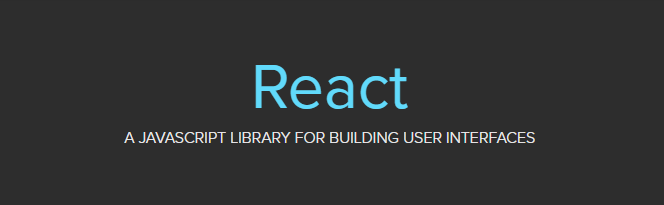 React
A JAVASCRIPT LIBRARY FOR BUILDING USER INTERFACES